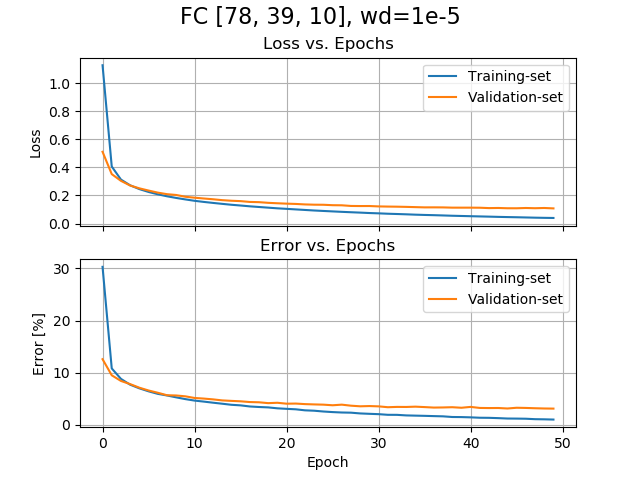 FC [78, 39, 10], wd=1e-5
Loss vs. Epochs
Loss
1.0
0.8
0.6
0.4
0.2
0.0
Training-set
Validation-set
Error vs. Epochs
Error [%]
30
20
10
0
Training-set
Validation-set
0 10 20 30 40 50
Epoch